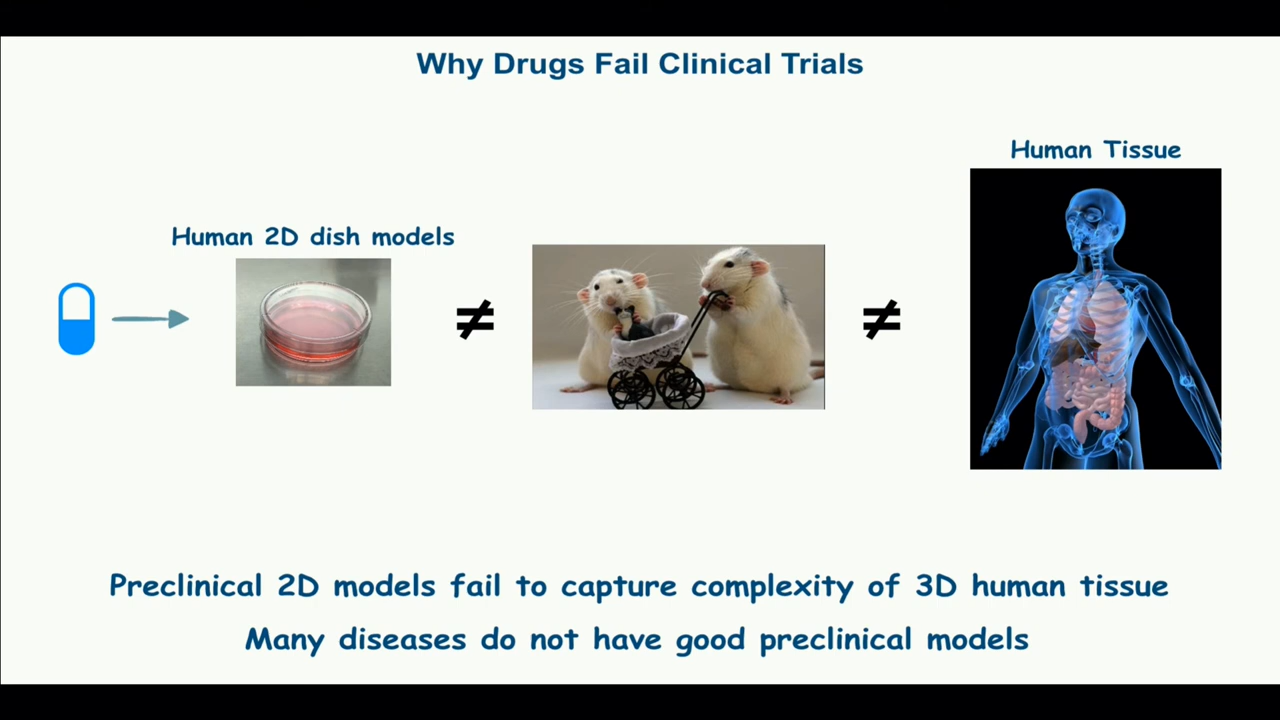 Why Drugs Fail Clinical Trials
Human Tissue
Human 2D dish models
≠
≠
Preclinical 2D models fail to capture complexity of 3D human tissue
Many diseases do not have good preclinical models